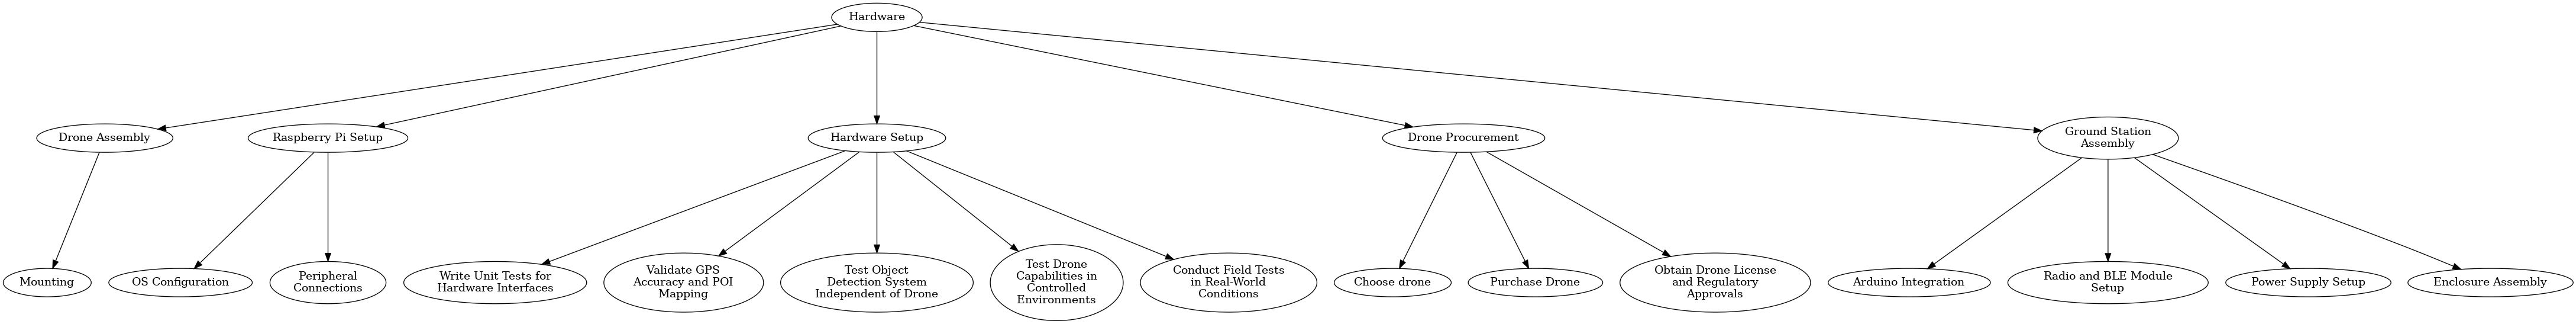 Hardware
Drone Assembly
Raspberry Pi Setup
Hardware Setup
Drone Procurement
Ground Station
Assembly
Mounting
OS Configuration
Peripheral
Connections
Write Unit Tests for
Hardware Interfaces
Validate GPS
Accuracy and POI
Mapping
Test Object
Detection System
Independent of Drone
Test Drone
Capabilities in
Controlled
Environments
Conduct Field Tests
in Real-World
Conditions
Choose drone
Purchase Drone
Obtain Drone License
and Regulatory
Approvals
Arduino Integration
Radio and BLE Module
Setup
Power Supply Setup
Enclosure Assembly